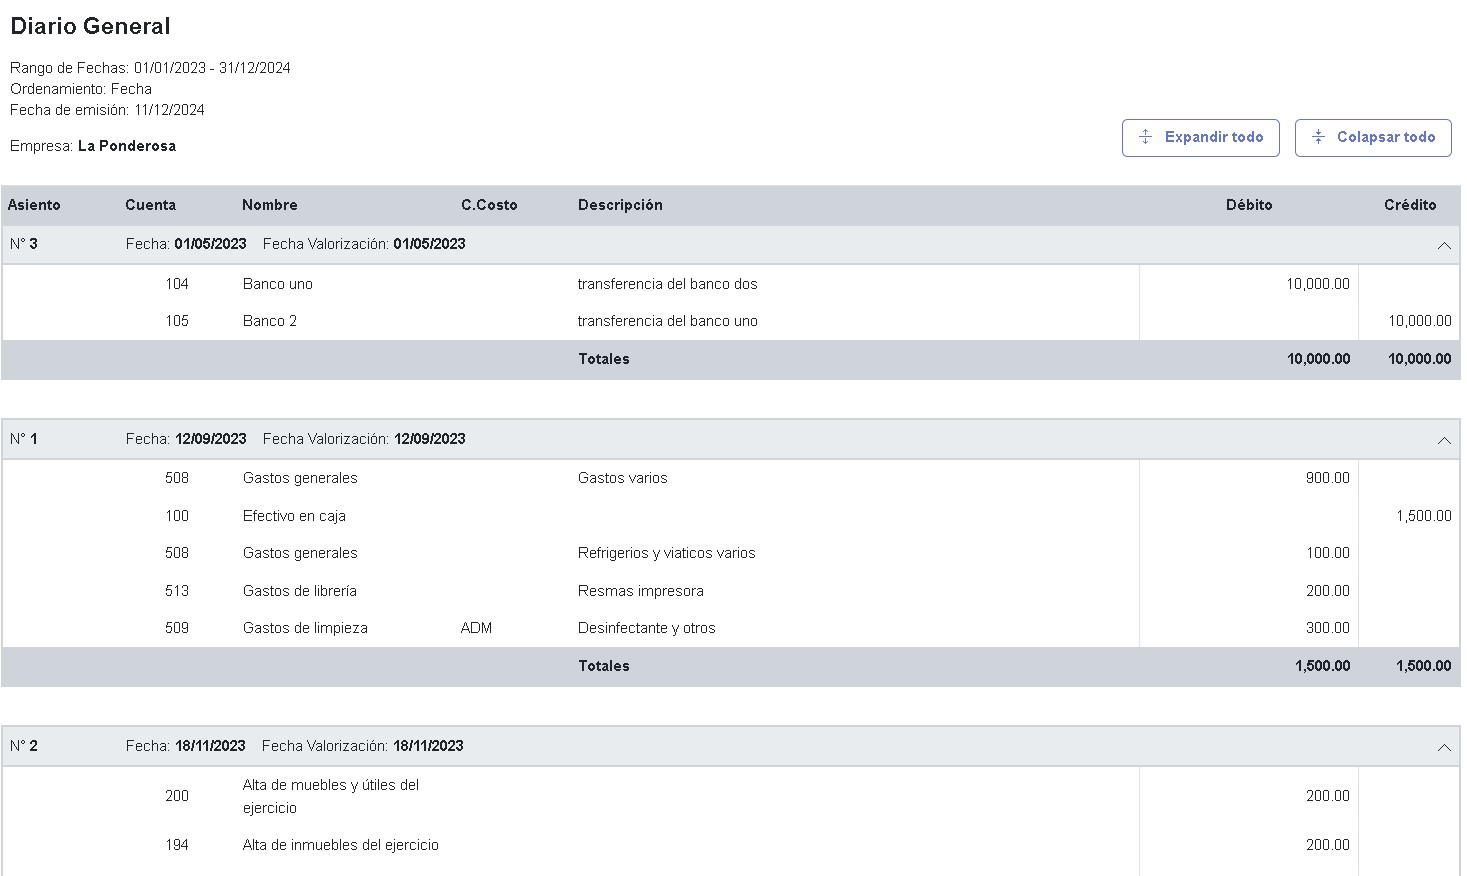 Diario General
Rango de Fechas: 01/01/2023 - 31/12/2024
Ordenamiento: Fecha
Fecha de emisión: 11/12/2024
Empresa: La Ponderosa
Expandir todo Colapsar todo
Asiento Cuenta Nombre C.Costo Descripción Débito Crédito
N° 3 Fecha: 01/05/2023 Fecha Valorización: 01/05/2023
104 Banco uno transferencia del banco dos 10,000.00
105 Banco 2 transferencia del banco uno 10,000.00
Totales 10,000.00 10,000.00
N° 1 Fecha: 12/09/2023 Fecha Valorización: 12/09/2023
508 Gastos generales Gastos varios 900.00
100 Efectivo en caja 1,500.00
508 Gastos generales Refrigerios y viaticos varios 100.00
513 Gastos de librería Resmas impresora 200.00
509 Gastos de limpieza ADM Desinfectante y otros 300.00
Totales 1,500.00 1,500.00
N° 2 Fecha: 18/11/2023 Fecha Valorización: 18/11/2023
200 Alta de muebles y útiles del ejercicio 200.00
194 Alta de inmuebles del ejercicio 200.00